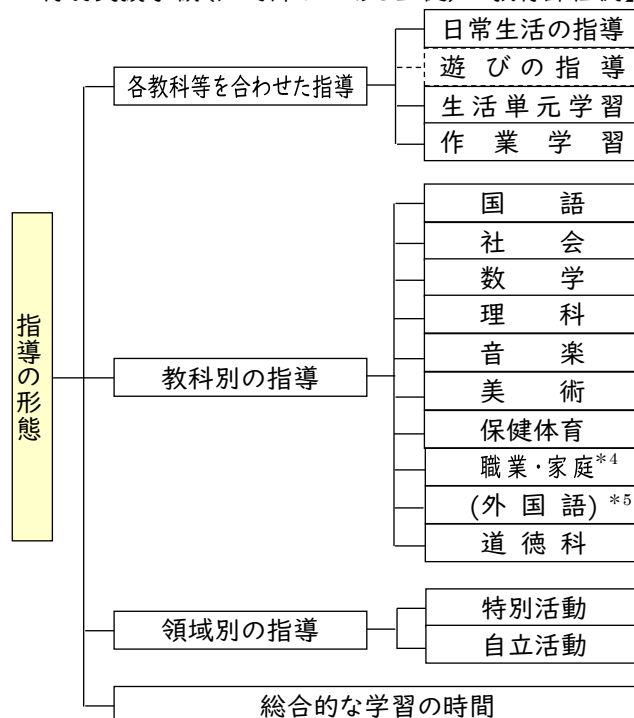 日常生活の指導
遊びの指導
生活単元学習
作業学習
各教科等を合わせた指導
国語
社会
数学
理科
音楽
美術
保健体育
職業・家庭*4
(外国語)*5
道徳科
教科別の指導
指導の形態
特別活動
自立活動
領域別の指導
総合的な学習の時間